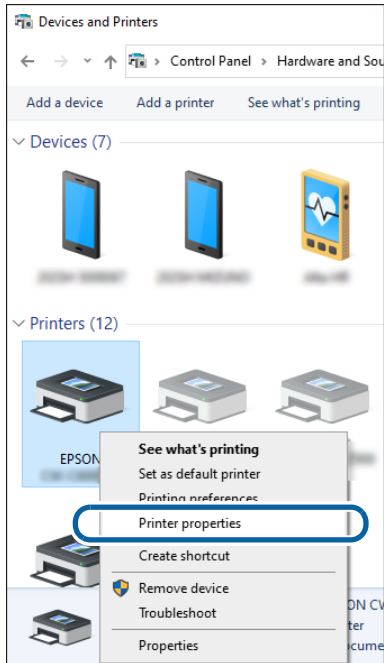 Devices and Printers
Control Panel > Hardware and Sou
Add a device Add a printer See what's printing
Devices (7)
Printers (12)
EPSON
See what's printing
Set as default printer
Printing preferences
Printer properties
Create shortcut
Remove device
Troubleshoot
Properties
ON CW
ter
cume